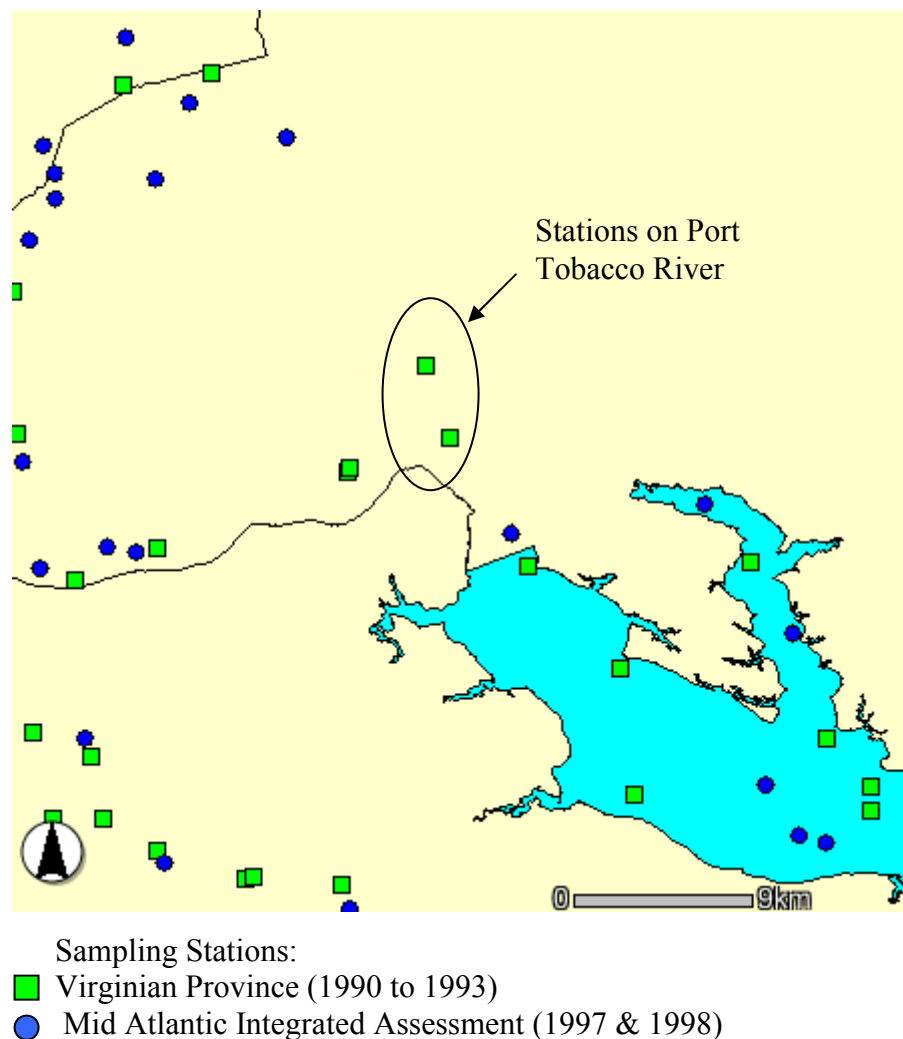 Stations on Port
Tobacco River
0 9km
Sampling Stations:
Virginian Province (1990 to 1993)
Mid Atlantic Integrated Assessment (1997 & 1998)